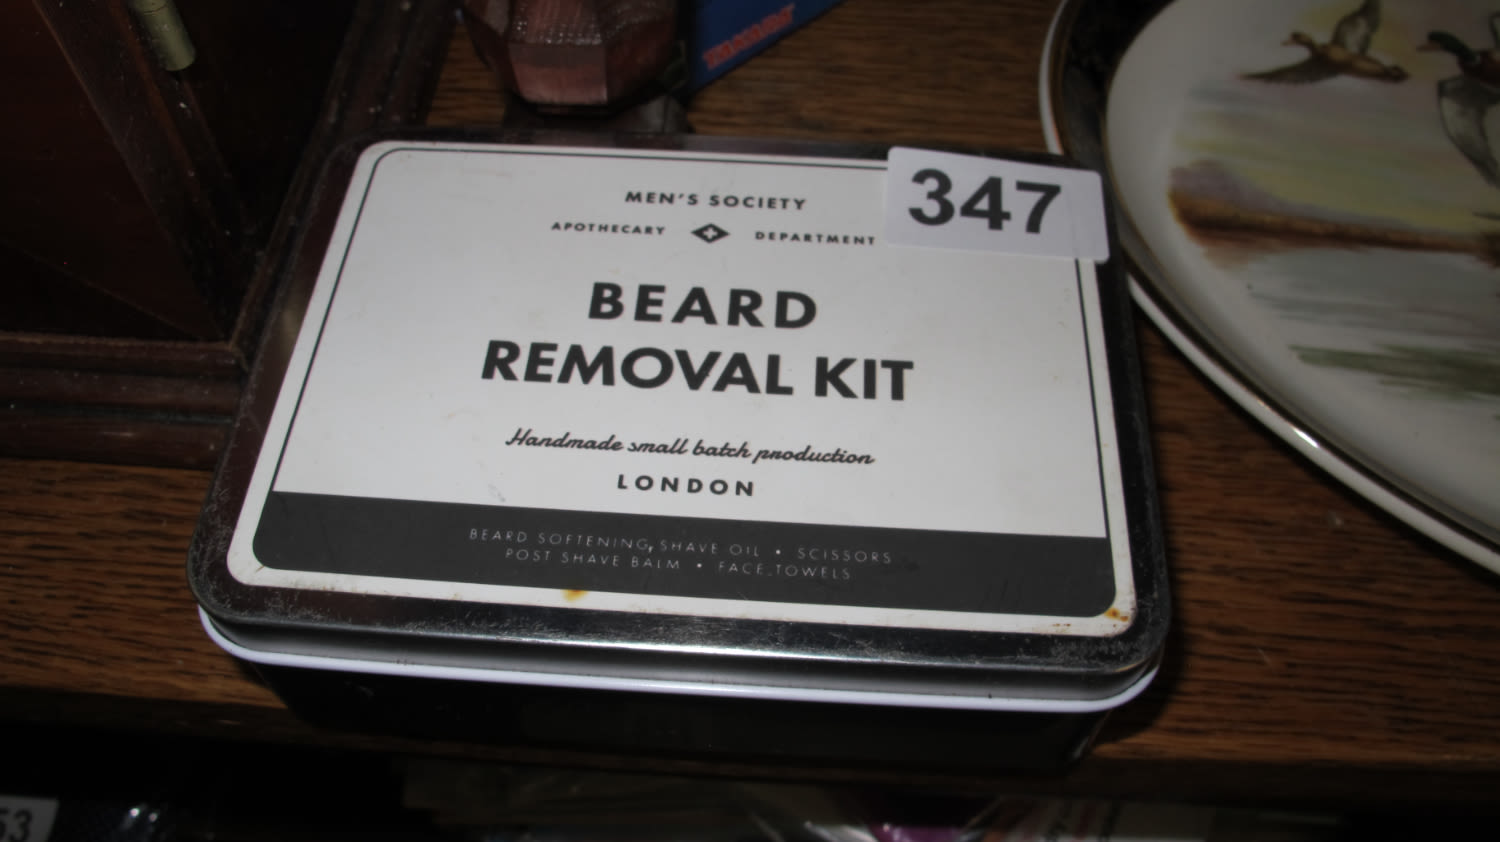 MEN'S SOCIETY
APOTHECARY DEPARTMENT
347
BEARD
REMOVAL KIT
Handmade small batch production
LONDON
BEARD SOFTENING, SHAVE OIL • SCISSORS
POST SHAVE BALM • FACE TOWELS
53